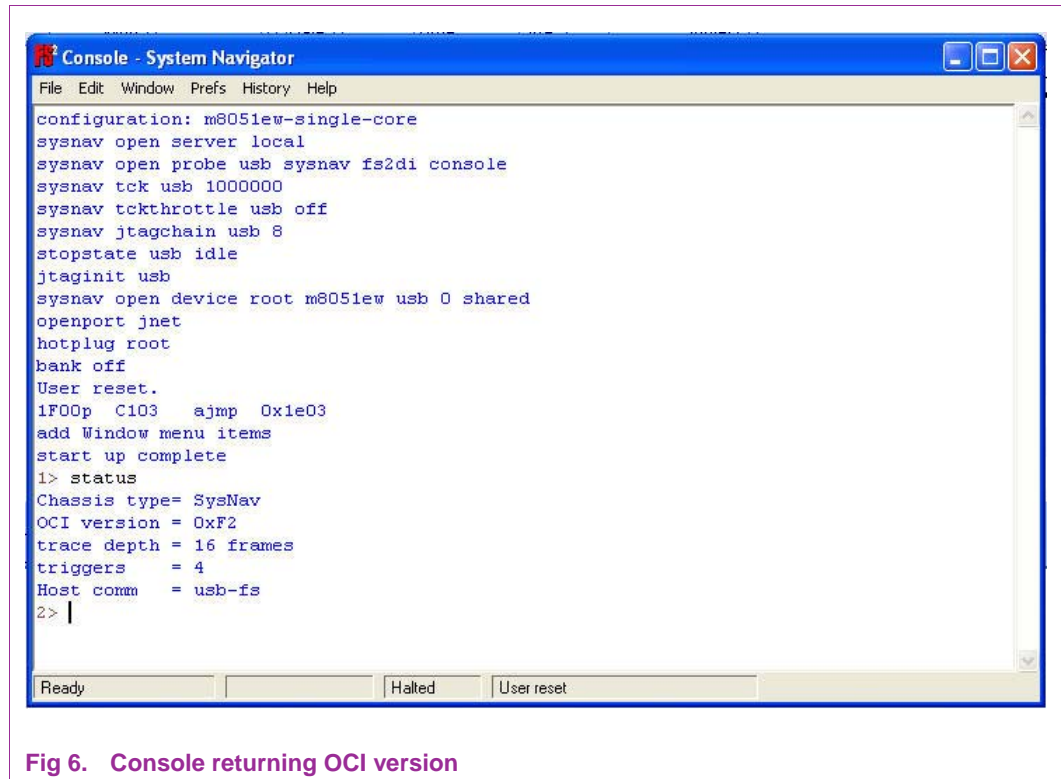 Console - System Navigator
File Edit Window Prefs History Help
configuration: m8051ew-single-core
sysnav open server local
sysnav open probe usb sysnav fs2di console
sysnav tck usb 1000000
sysnav tckthrottle usb off
sysnav jtagchain usb 8
stopstate usb idle
jtaginit usb
sysnav open device root m8051ew usb 0 shared
openport jnet
hotplug root
bank off
User reset.
1F00p C103 ajmp 0x1e03
add Window menu items
start up complete
1> status
Chassis type= SysNav
OCI version = 0xF2
trace depth = 16 frames
triggers = 4
Host comm = usb-fs
2>
Ready Halted User reset
Fig 6. Console returning OCI version